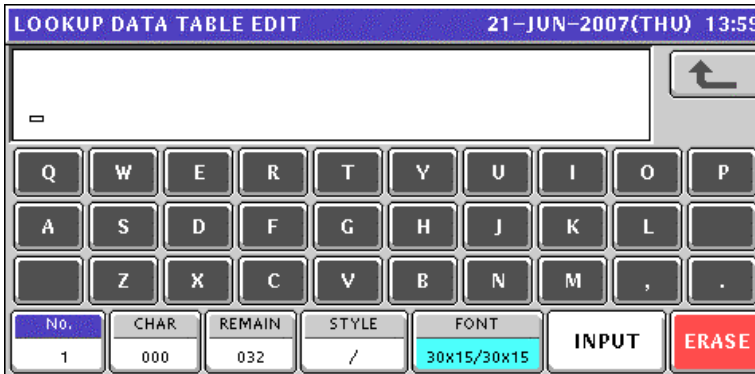 LOOKUP DATA TABLE EDIT 21-JUN-2007(THU) 13:59
Q W E R T Y U I O P
A S D F G H J K L
Z X C V B N M , .
No. CHAR REMAIN STYLE FONT INPUT ERASE
1 000 032 / 30x15/30x15